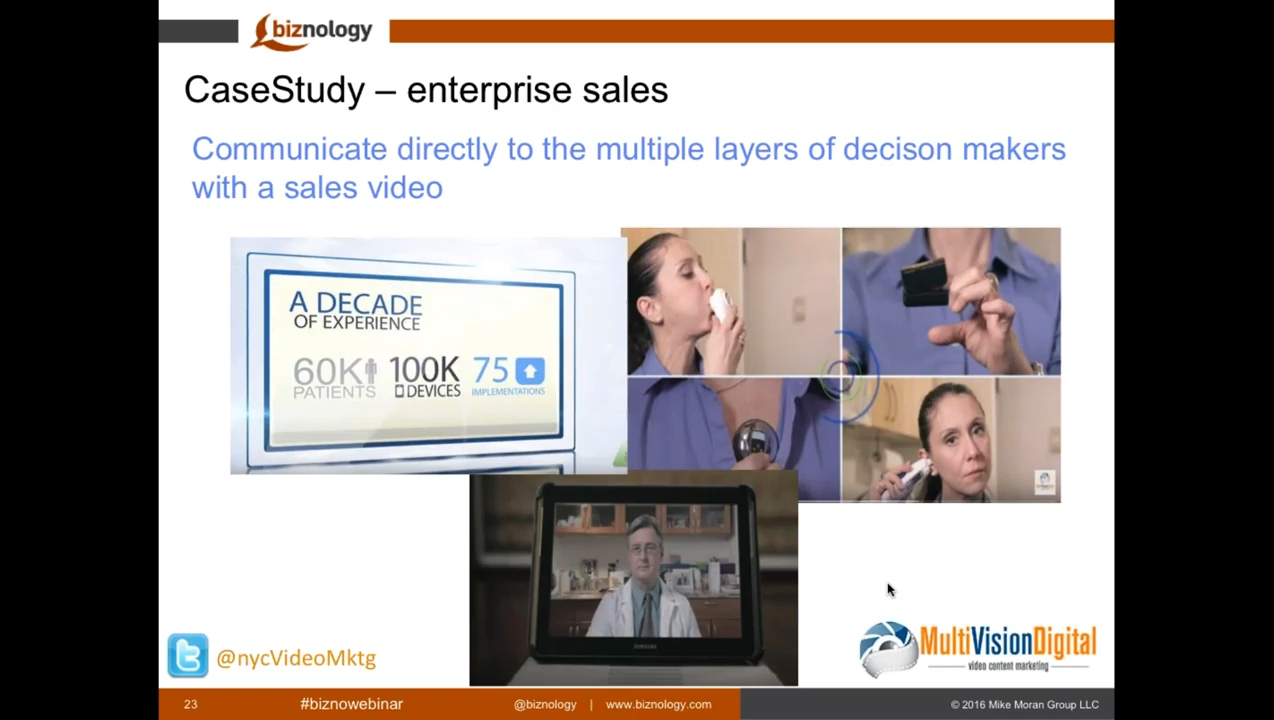 biznology
CaseStudy – enterprise sales
Communicate directly to the multiple layers of decison makers
with a sales video
A DECADE
OF EXPERIENCE
60K 100K 75
PATIENTS DEVICES IMPLEMENTATIONS
SAMSUNG
@nycVideoMktg
MultiVisionDigital
video content marketing
23 #biznowebinar @biznology | www.biznology.com © 2016 Mike Moran Group LLC